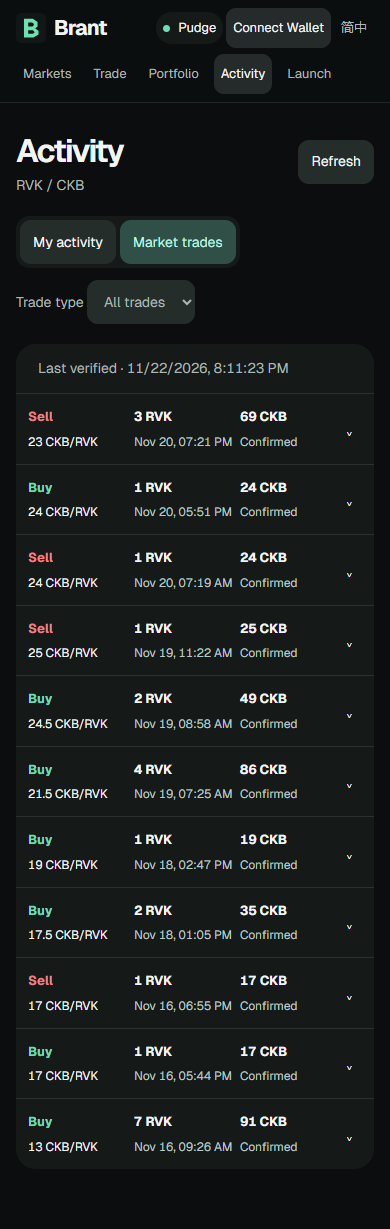 Brant
Pudge
Connect Wallet
简中
Markets Trade Portfolio Activity Launch
Activity
RVK / CKB
Refresh
My activity Market trades
Trade type All trades
Last verified · 11/22/2026, 8:11:23 PM
Sell 3 RVK 69 CKB
23 CKB/RVK Nov 20, 07:21 PM Confirmed
Buy 1 RVK 24 CKB
24 CKB/RVK Nov 20, 05:51 PM Confirmed
Sell 1 RVK 24 CKB
24 CKB/RVK Nov 20, 07:19 AM Confirmed
Sell 1 RVK 25 CKB
25 CKB/RVK Nov 19, 11:22 AM Confirmed
Buy 2 RVK 49 CKB
24.5 CKB/RVK Nov 19, 08:58 AM Confirmed
Buy 4 RVK 86 CKB
21.5 CKB/RVK Nov 19, 07:25 AM Confirmed
Buy 1 RVK 19 CKB
19 CKB/RVK Nov 18, 02:47 PM Confirmed
Buy 2 RVK 35 CKB
17.5 CKB/RVK Nov 18, 01:05 PM Confirmed
Sell 1 RVK 17 CKB
17 CKB/RVK Nov 16, 06:55 PM Confirmed
Buy 1 RVK 17 CKB
17 CKB/RVK Nov 16, 05:44 PM Confirmed
Buy 7 RVK 91 CKB
13 CKB/RVK Nov 16, 09:26 AM Confirmed